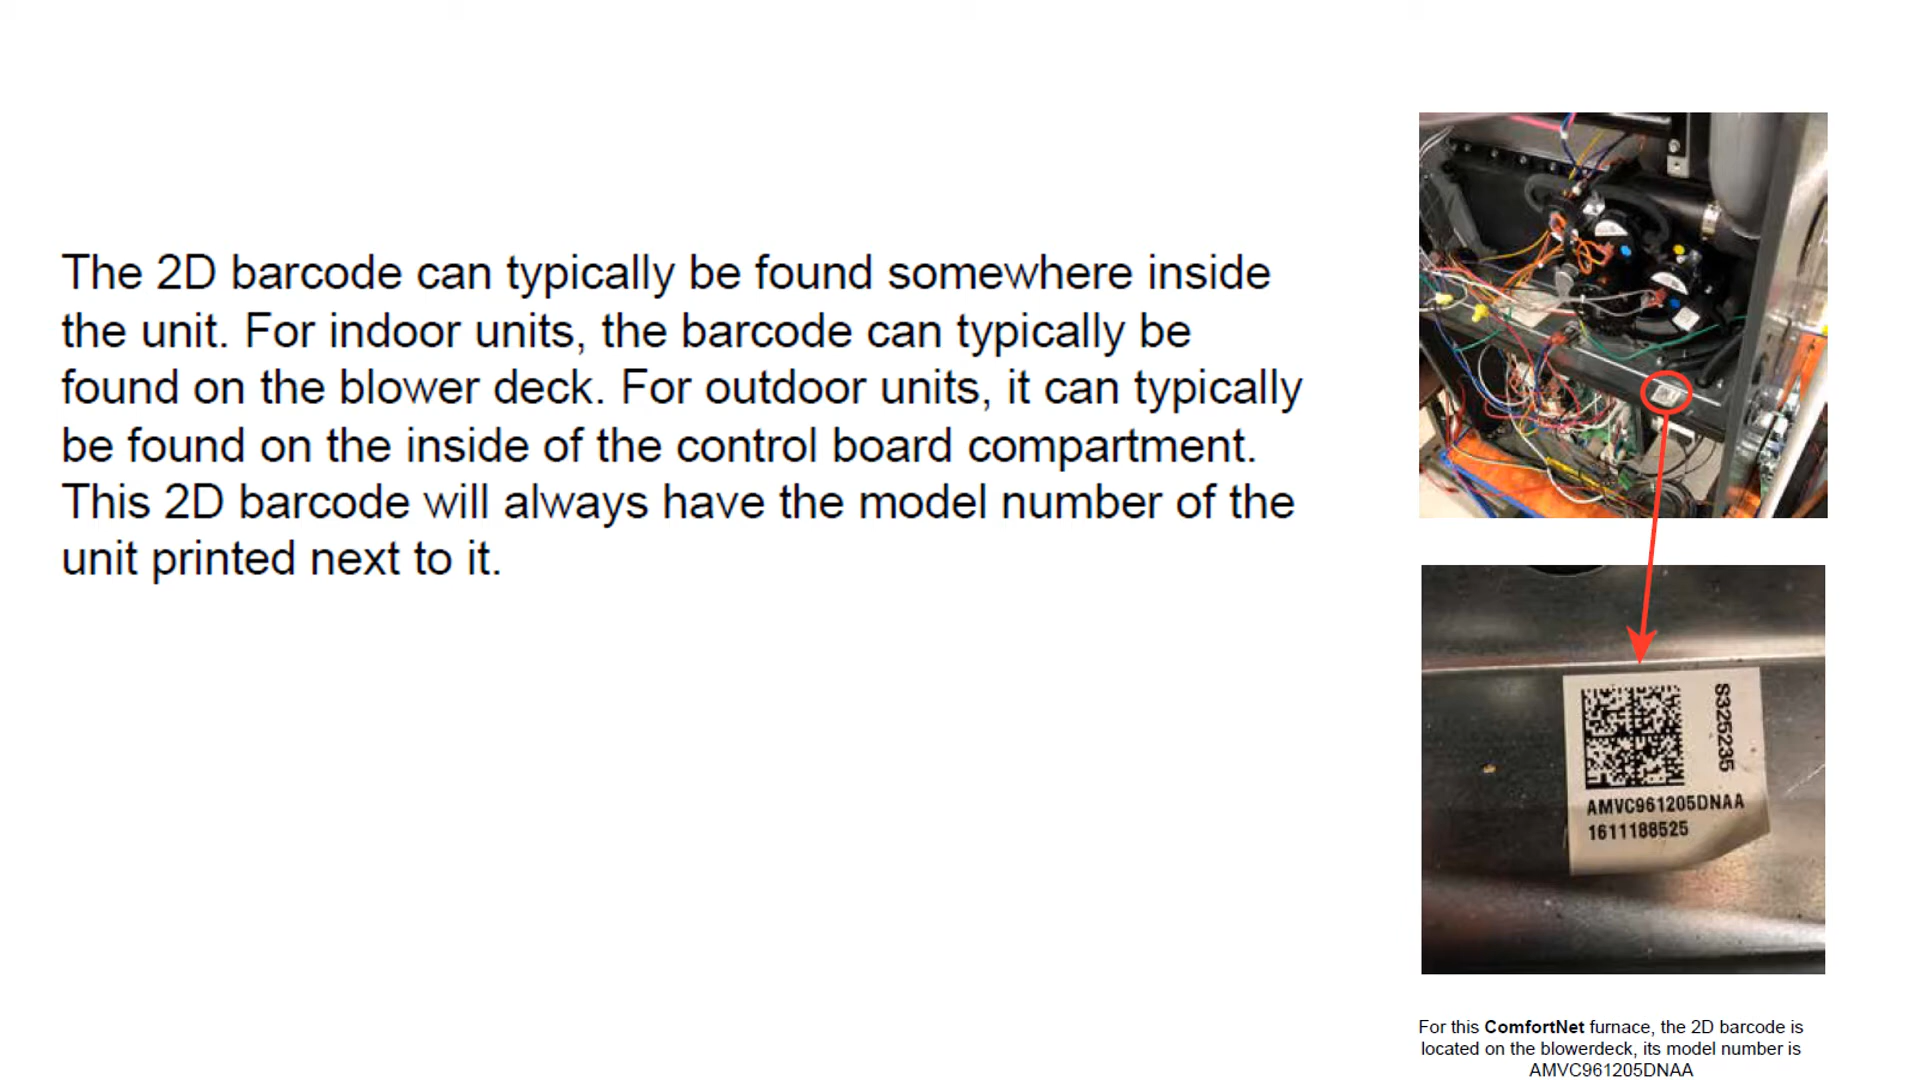 The 2D barcode can typically be found somewhere inside
the unit. For indoor units, the barcode can typically be
found on the blower deck. For outdoor units, it can typically
be found on the inside of the control board compartment.
This 2D barcode will always have the model number of the
unit printed next to it.
S325235
AMVC961205DNAA
1611188525
For this ComfortNet furnace, the 2D barcode is
located on the blowerdeck, its model number is
AMVC961205DNAA